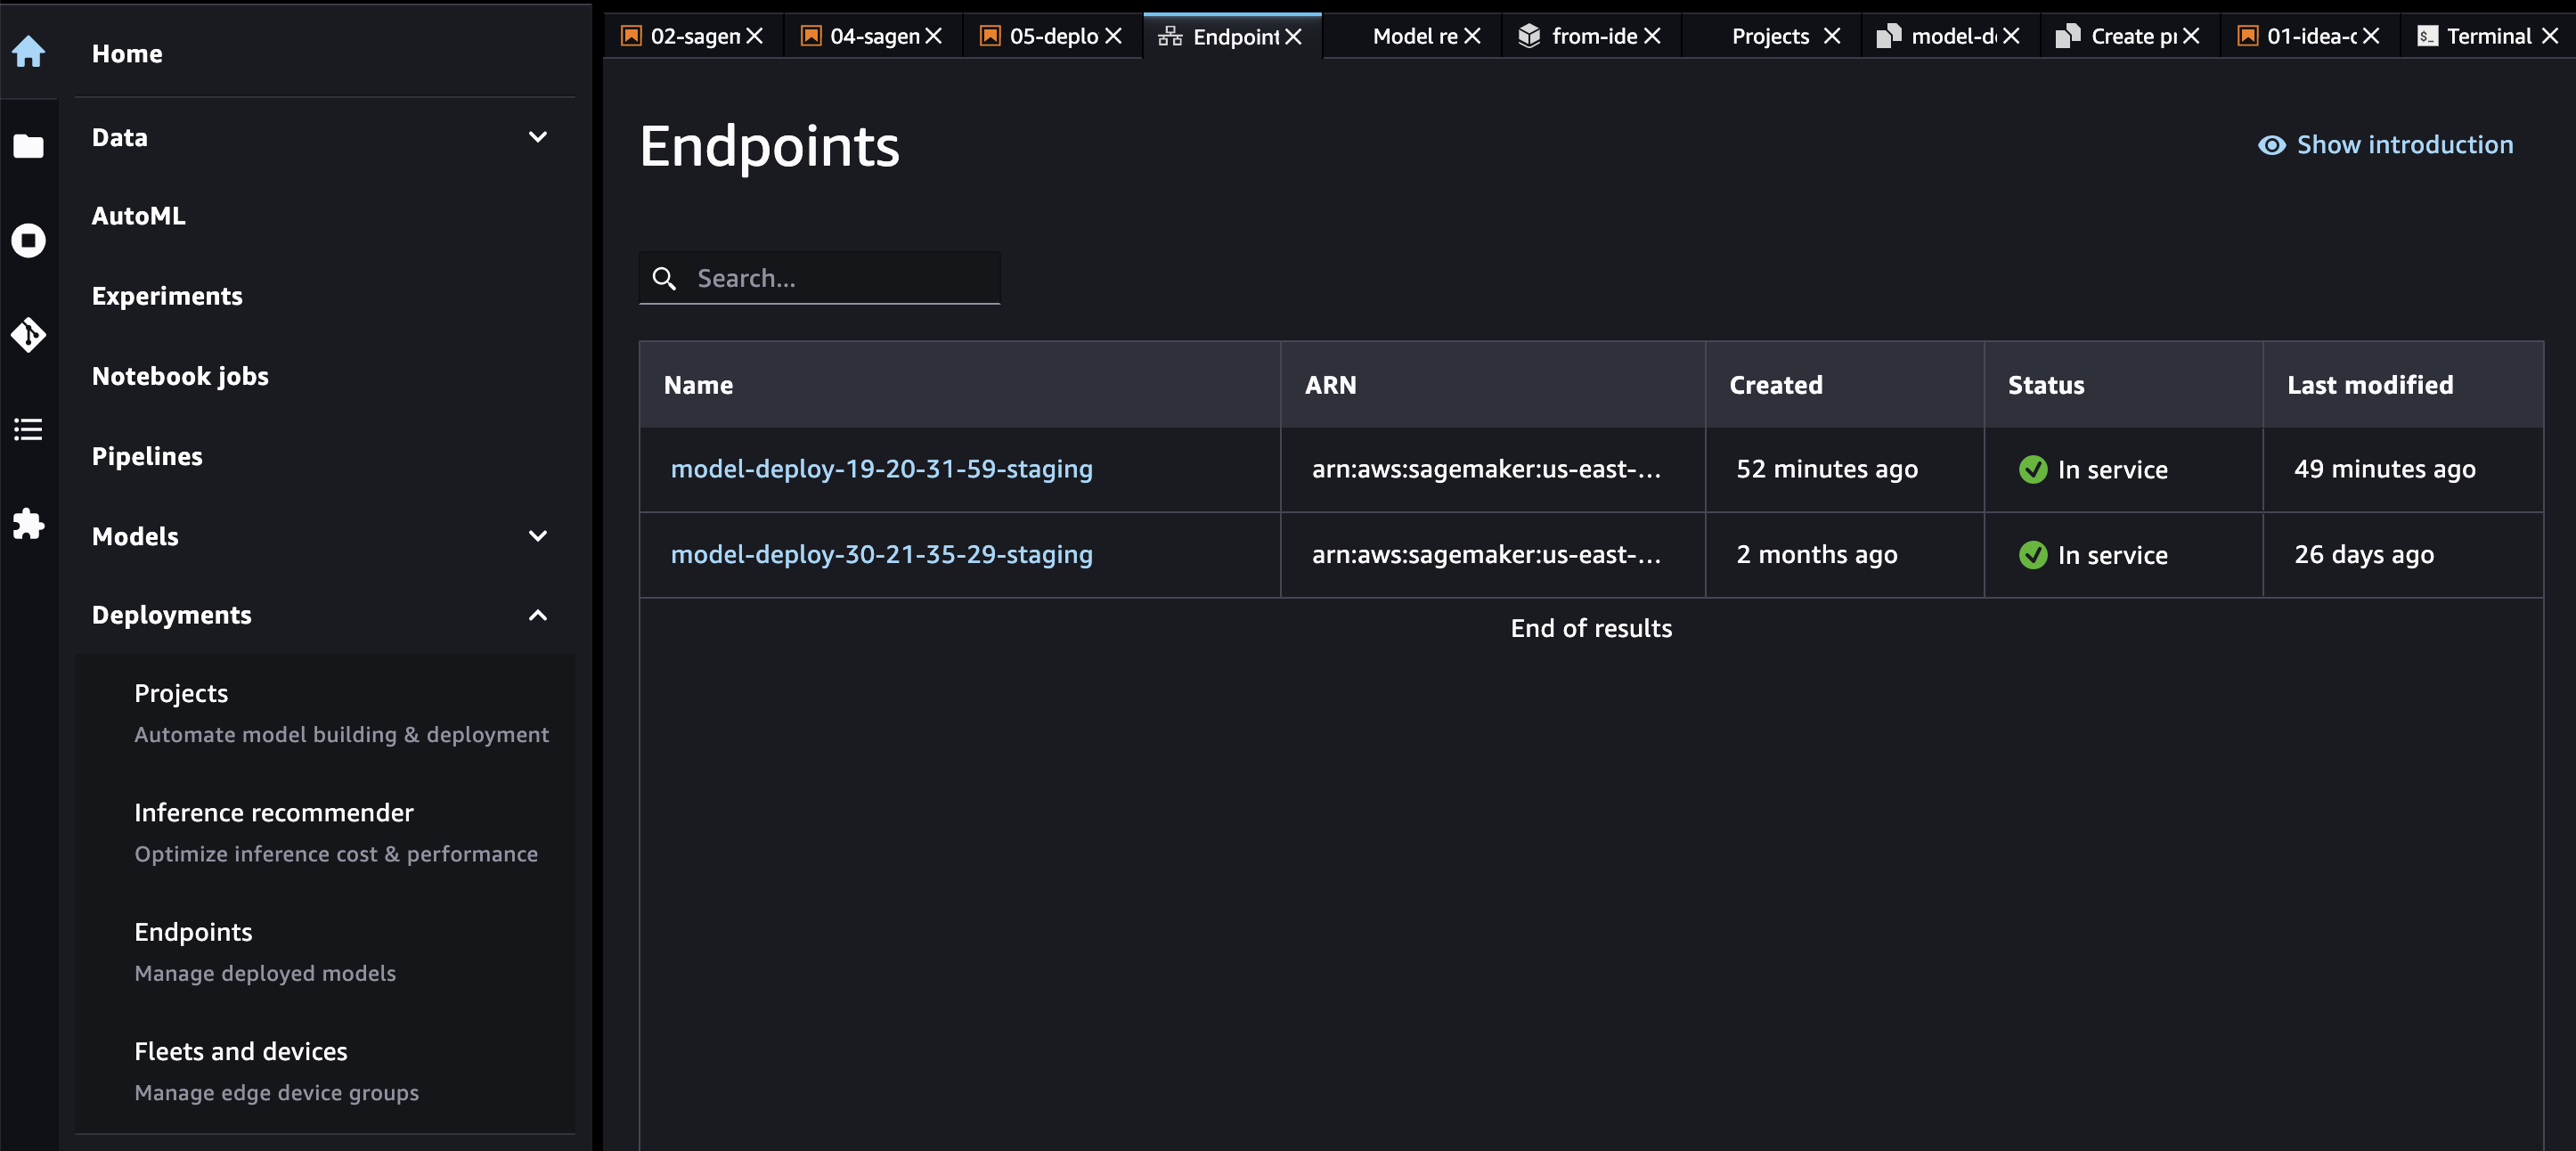 Home
Data
AutoML
Experiments
Notebook jobs
Pipelines
Models
Deployments
Projects
Automate model building & deployment
Inference recommender
Optimize inference cost & performance
Endpoints
Manage deployed models
Fleets and devices
Manage edge device groups
02-sagem 04-sagen 05-deplo Endpoint Model re from-ide Projects model-d Create pr 01-idea-c Terminal
Endpoints
Show introduction
Search...
Name ARN Created Status Last modified
model-deploy-19-20-31-59-staging arn:aws:sagemaker:us-east-... 52 minutes ago In service 49 minutes ago
model-deploy-30-21-35-29-staging arn:aws:sagemaker:us-east-... 2 months ago In service 26 days ago
End of results